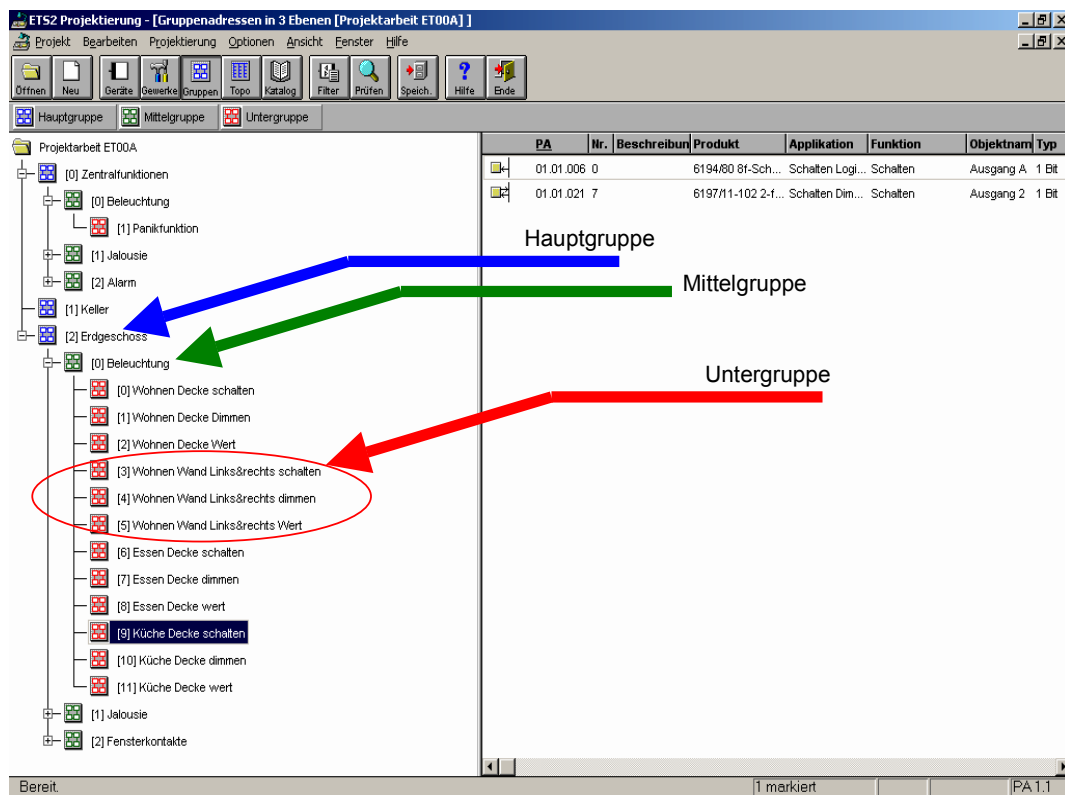 ETS2 Projektierung - [Gruppenadressen in 3 Ebenen [Projektarbeit ET00A] ]
Projekt Bearbeiten Projektierung Optionen Ansicht Fenster Hilfe
Öffnen Neu Geräte Gewerke Gruppen Topo Katalog Filter Prüfen Speich. Hilfe Ende
Hauptgruppe Mittelgruppe Untergruppe
Projektarbeit ET00A
[0] Zentralfunktionen
[0] Beleuchtung
[1] Panikfunktion
[1] Jalousie
[2] Alarm
[1] Keller
[2] Erdgeschoss
[0] Beleuchtung
[0] Wohnen Decke schalten
[1] Wohnen Decke Dimmen
[2] Wohnen Decke Wert
[3] Wohnen Wand Links&rechts schalten
[4] Wohnen Wand Links&rechts dimmen
[5] Wohnen Wand Links&rechts Wert
[6] Essen Decke schalten
[7] Essen Decke dimmen
[8] Essen Decke wert
[9] Küche Decke schalten
[10] Küche Decke dimmen
[11] Küche Decke wert
[1] Jalousie
[2] Fensterkontakte
PA Nr. Beschreibun Produkt Applikation Funktion Objektnam Typ
01.01.006 0 6194/80 8f-Sch... Schalten Logi... Schalten Ausgang A 1 Bit
01.01.021 7 6197/11-102 2-f... Schalten Dim... Schalten Ausgang 2 1 Bit
Hauptgruppe
Mittelgruppe
Untergruppe
Bereit. 1 markiert PA 1.1